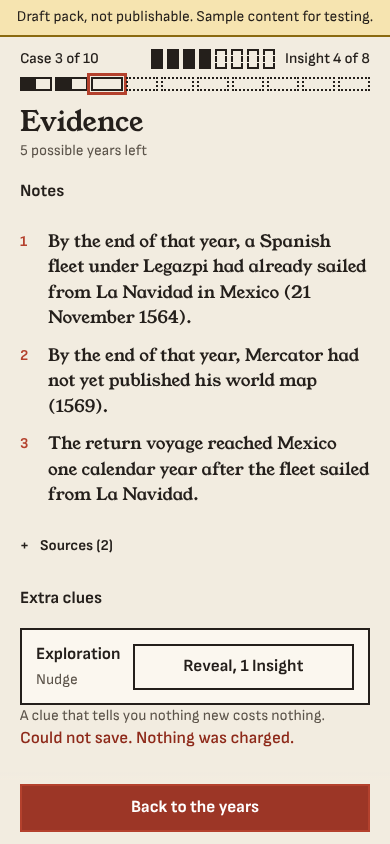 Draft pack, not publishable. Sample content for testing.
Case 3 of 10
Insight 4 of 8
Evidence
5 possible years left
Notes
1 By the end of that year, a Spanish
fleet under Legazpi had already sailed
from La Navidad in Mexico (21
November 1564).
2 By the end of that year, Mercator had
not yet published his world map
(1569).
3 The return voyage reached Mexico
one calendar year after the fleet sailed
from La Navidad.
+ Sources (2)
Extra clues
Exploration
Nudge
Reveal, 1 Insight
A clue that tells you nothing new costs nothing.
Could not save. Nothing was charged.
Back to the years